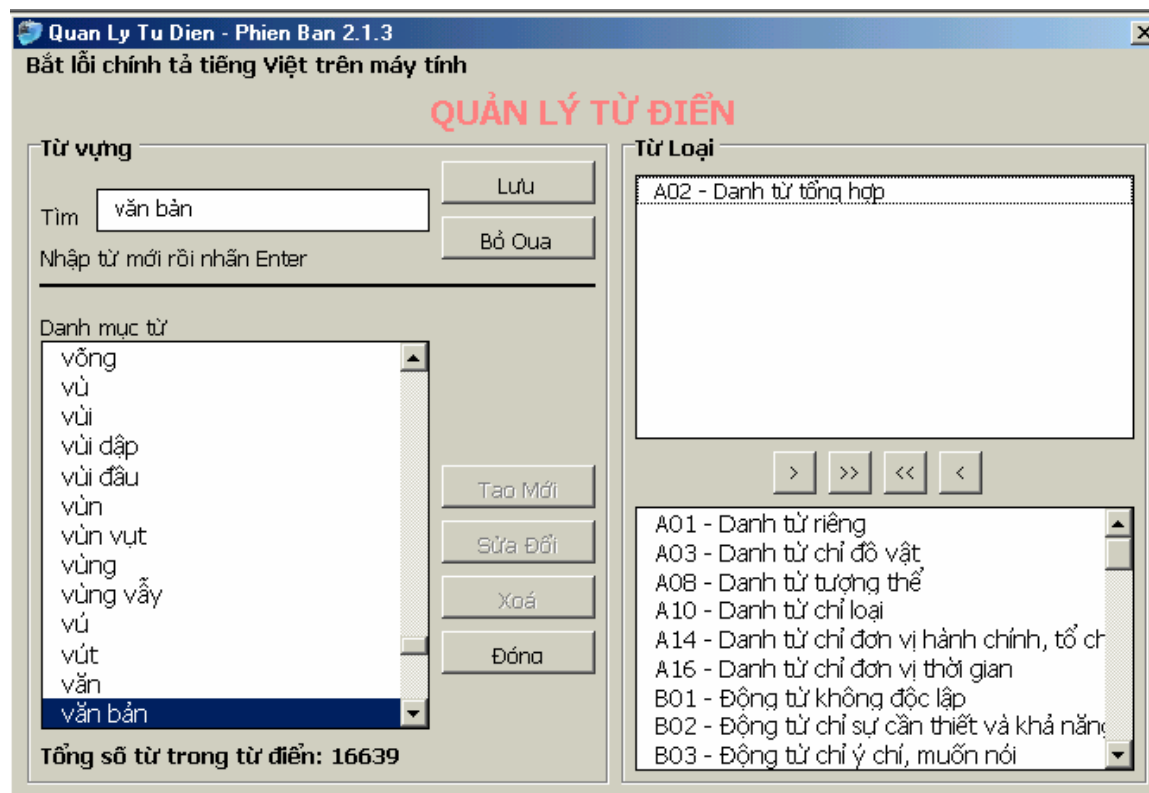 Quan Ly Tu Dien - Phien Ban 2.1.3
Bắt lỗi chính tả tiếng Việt trên máy tính
QUẢN LÝ TỪ ĐIỂN
Từ vựng
Tìm
văn bản
Lưu
Bỏ Qua
Nhập từ mới rồi nhấn Enter
Danh mục từ
võng
vù
vùi
vùi dập
vùi đầu
vùn
vùn vụt
vùng
vùng vẫy
vú
vút
văn
văn bản
Tạo Mới
Sửa Đổi
Xoá
Đóng
Tổng số từ trong từ điển: 16639
Từ Loại
A02 - Danh từ tổng hợp
> >> << <
A01 - Danh từ riêng
A03 - Danh từ chỉ đồ vật
A08 - Danh từ tượng thể
A10 - Danh từ chỉ loại
A14 - Danh từ chỉ đơn vị hành chính, tổ ch
A16 - Danh từ chỉ đơn vị thời gian
B01 - Động từ không độc lập
B02 - Động từ chỉ sự cần thiết và khả năng
B03 - Động từ chỉ ý chí, muốn nói